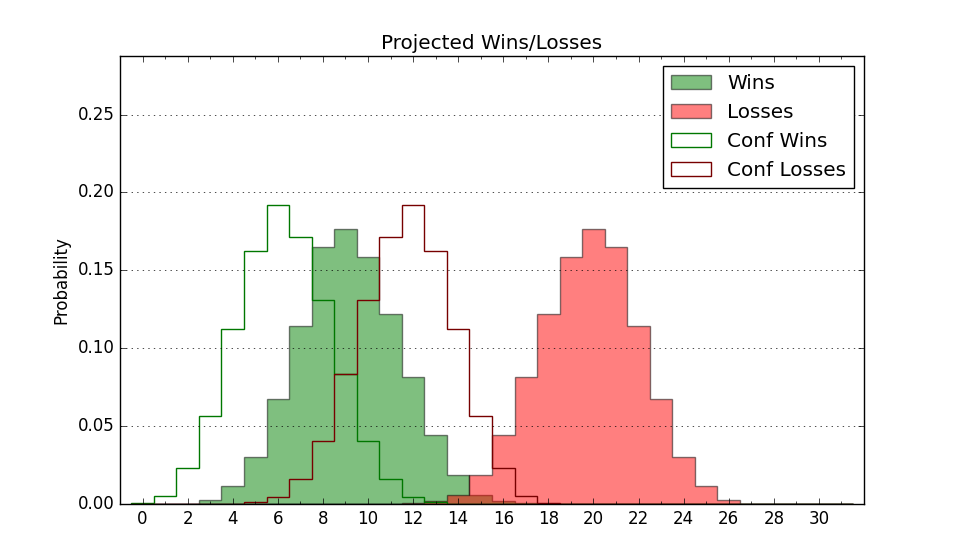 Projected Wins/Losses
Wins
Losses
Conf Wins
Conf Losses
Probability
0.25
0.20
0.15
0.10
0.05
0.00
0 2 4 6 8 10 12 14 16 18 20 22 24 26 28 30